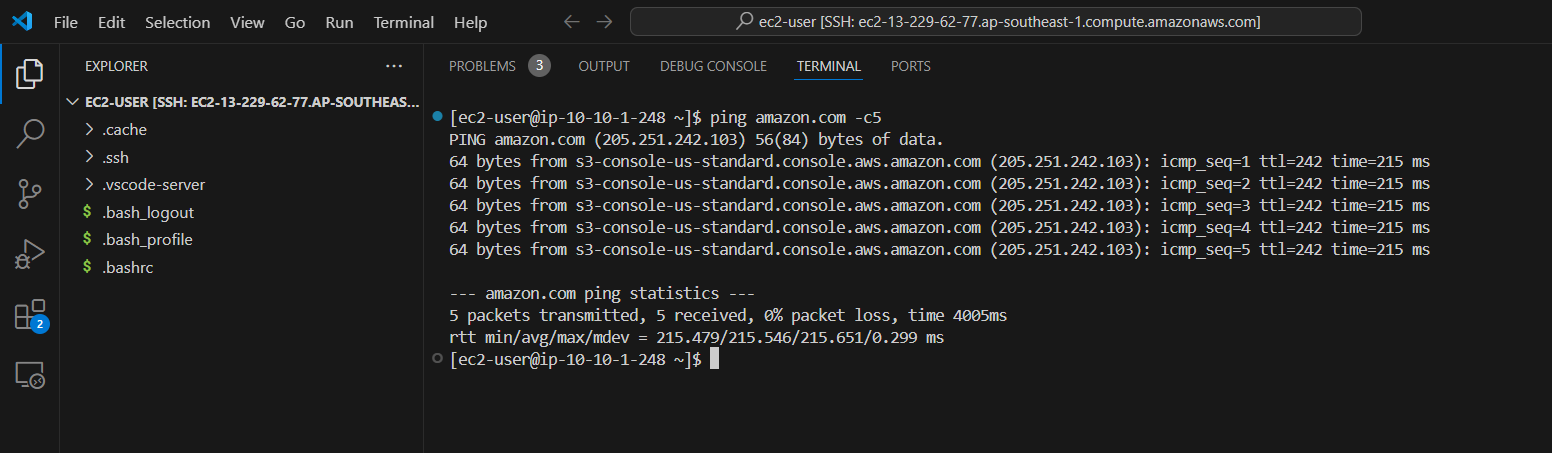 File Edit Selection View Go Run Terminal Help
ec2-user [SSH: ec2-13-229-62-77.ap-southeast-1.compute.amazonaws.com]
EXPLORER
EC2-USER [SSH: EC2-13-229-62-77.AP-SOUTHEAS...
.cache
.ssh
.vscode-server
$ .bash_logout
$ .bash_profile
$ .bashrc
2
PROBLEMS 3 OUTPUT DEBUG CONSOLE TERMINAL PORTS
[ec2-user@ip-10-10-1-248 ~]$ ping amazon.com -c5
PING amazon.com (205.251.242.103) 56(84) bytes of data.
64 bytes from s3-console-us-standard.console.aws.amazon.com (205.251.242.103): icmp_seq=1 ttl=242 time=215 ms
64 bytes from s3-console-us-standard.console.aws.amazon.com (205.251.242.103): icmp_seq=2 ttl=242 time=215 ms
64 bytes from s3-console-us-standard.console.aws.amazon.com (205.251.242.103): icmp_seq=3 ttl=242 time=215 ms
64 bytes from s3-console-us-standard.console.aws.amazon.com (205.251.242.103): icmp_seq=4 ttl=242 time=215 ms
64 bytes from s3-console-us-standard.console.aws.amazon.com (205.251.242.103): icmp_seq=5 ttl=242 time=215 ms
--- amazon.com ping statistics ---
5 packets transmitted, 5 received, 0% packet loss, time 4005ms
rtt min/avg/max/mdev = 215.479/215.546/215.651/0.299 ms
[ec2-user@ip-10-10-1-248 ~]$